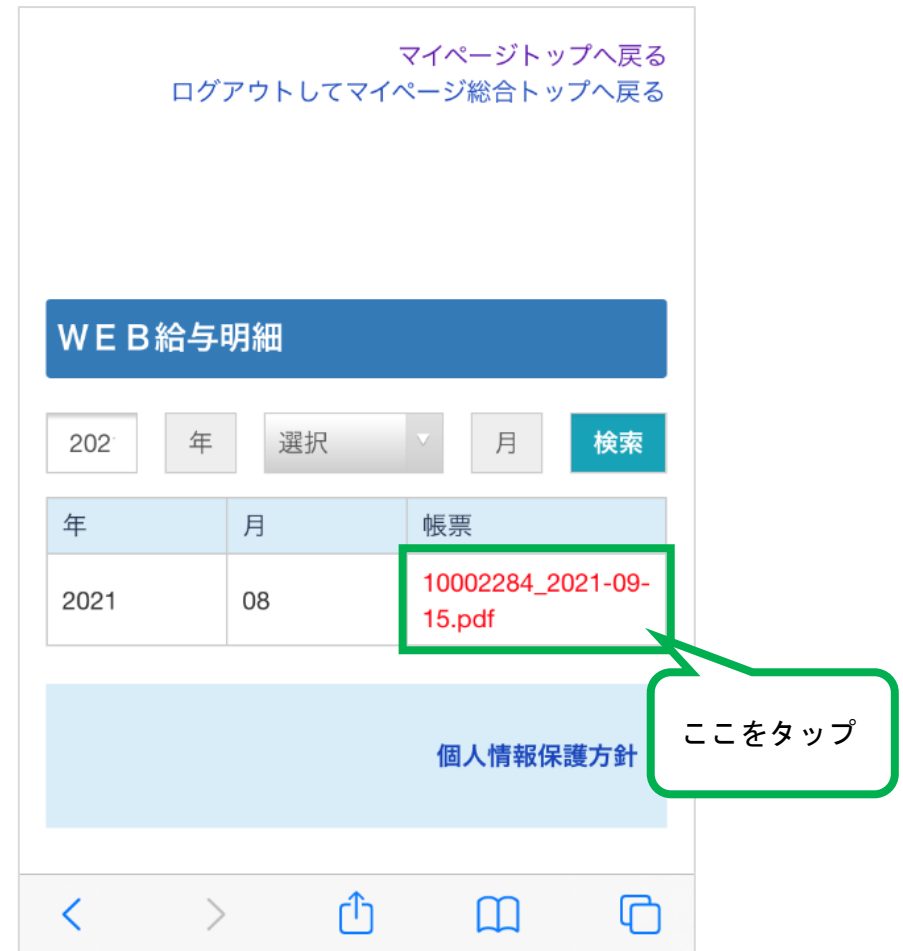 マイページトップへ戻る
ログアウトしてマイページ総合トップへ戻る
ＷＥＢ給与明細
202
年
選択
月
検索
年 月 帳票
2021 08 10002284_2021-09-
15.pdf
ここをタップ
個人情報保護方針